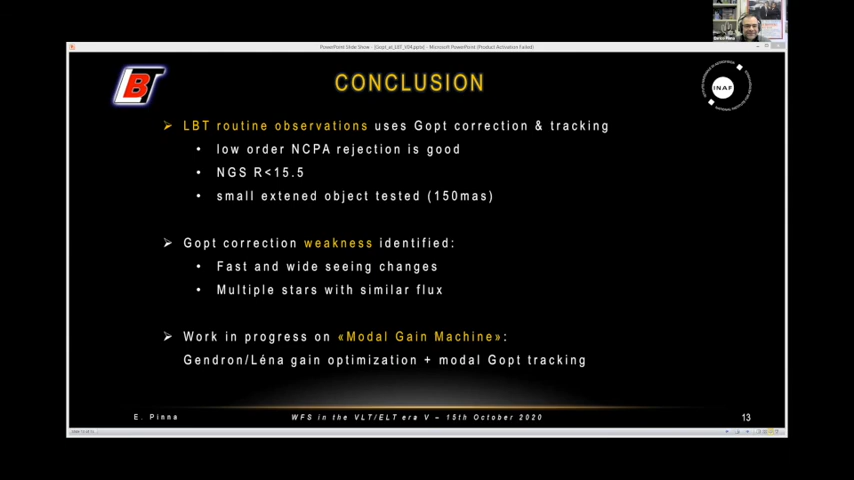 PowerPoint Slide Show - [Gopt_at_LBT_V04.pptx] - Microsoft PowerPoint (Product Activation Failed)
LBT
CONCLUSION
INAF
LBT routine observations uses Gopt correction & tracking
low order NCPA rejection is good
NGS R<15.5
small extened object tested (150mas)
Gopt correction weakness identified:
Fast and wide seeing changes
Multiple stars with similar flux
Work in progress on «Modal Gain Machine»:
Gendron/Léna gain optimization + modal Gopt tracking
E. Pinna
WFS in the VLT/ELT era V – 15th October 2020
13